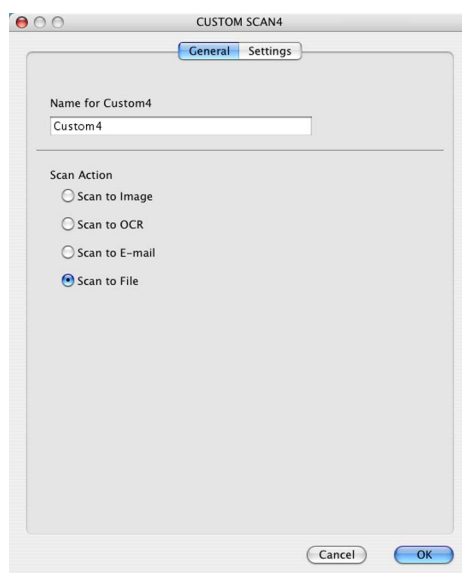 CUSTOM SCAN4
General Settings
Name for Custom4
Custom4
Scan Action
Scan to Image
Scan to OCR
Scan to E-mail
Scan to File
Cancel OK